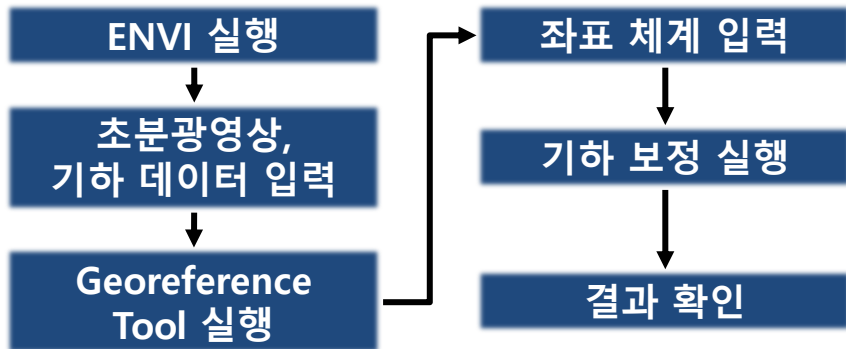 ENVI 실행
초분광영상,
기하 데이터 입력
Georeference
Tool 실행
좌표 체계 입력
기하 보정 실행
결과 확인